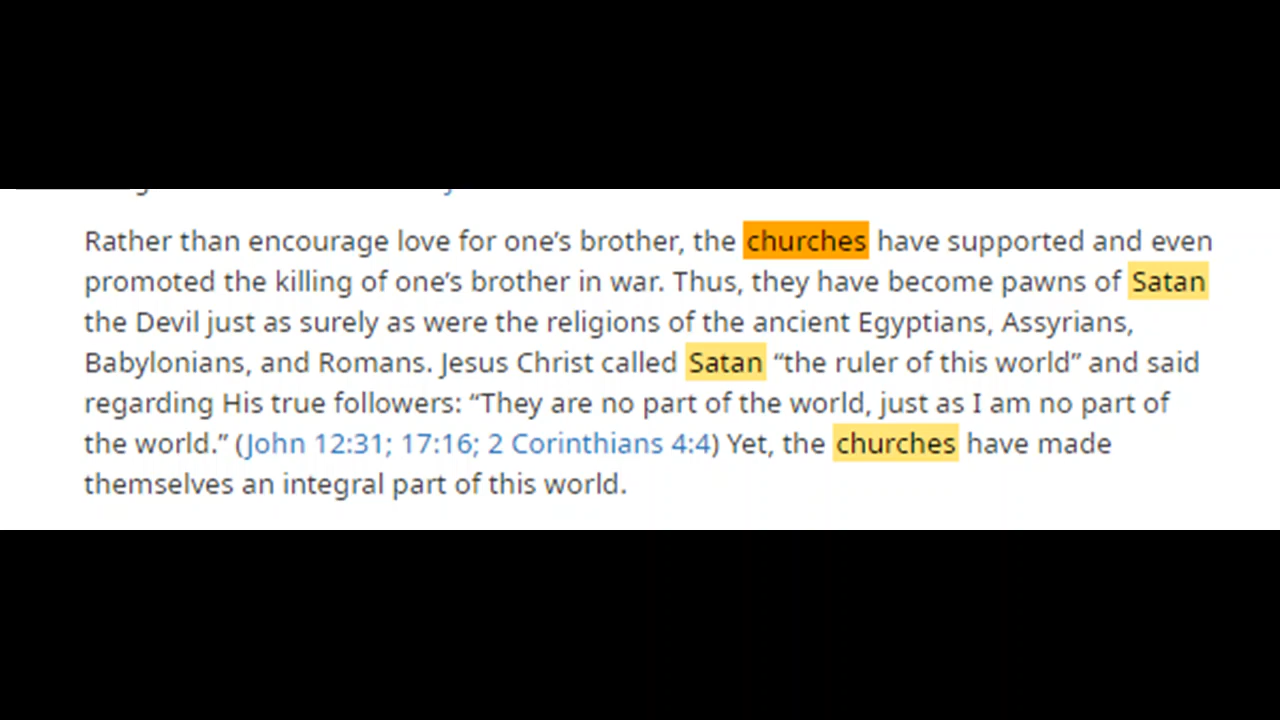 Rather than encourage love for one’s brother, the churches have supported and even
promoted the killing of one’s brother in war. Thus, they have become pawns of Satan
the Devil just as surely as were the religions of the ancient Egyptians, Assyrians,
Babylonians, and Romans. Jesus Christ called Satan “the ruler of this world” and said
regarding His true followers: “They are no part of the world, just as I am no part of
the world.” (John 12:31; 17:16; 2 Corinthians 4:4) Yet, the churches have made
themselves an integral part of this world.